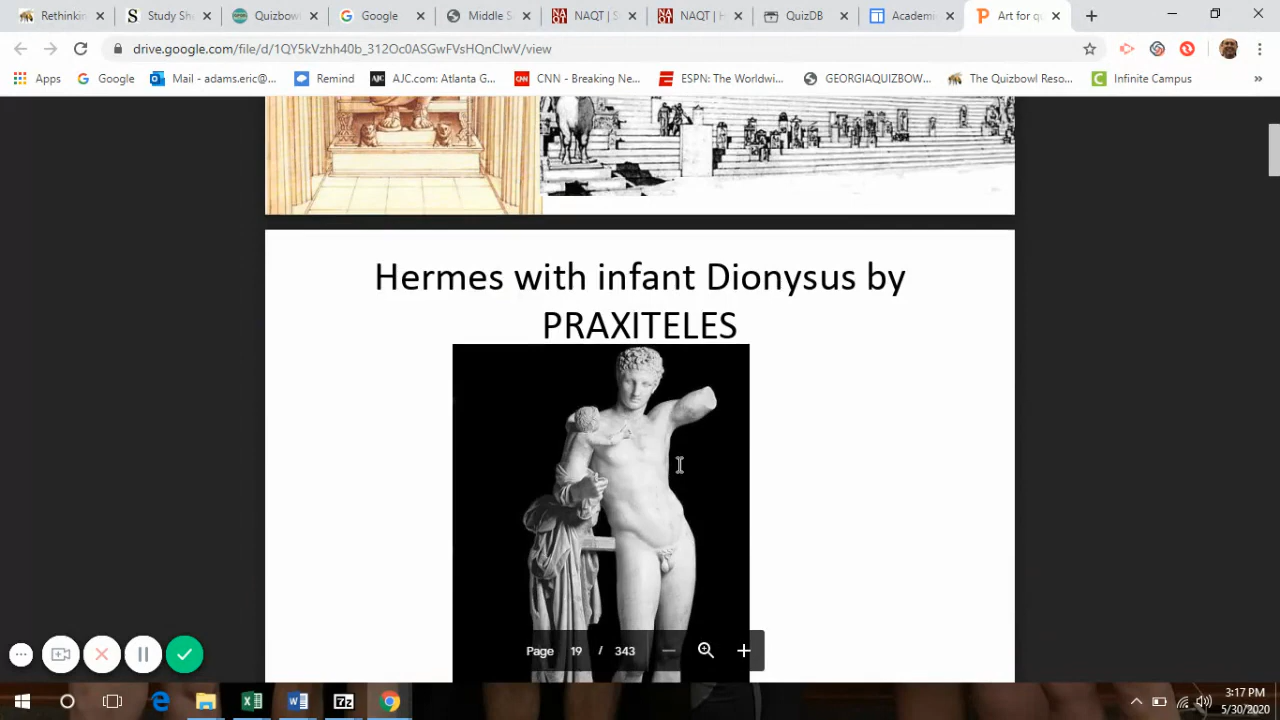 Rethinkin
Study Sh
Quizbow
Google
Middle S
NAQT | S
NAQT | H
QuizDB
Academi
Art for qu
drive.google.com/file/d/1QY5kVzhh40b_312Oc0ASGwFVsHQnClwV/view
Apps
Google
Mail - adams.eric@...
Remind
AJC.com: Atlanta G...
CNN - Breaking Ne...
ESPN: The Worldwi...
GEORGIAQUIZBOW...
The Quizbowl Reso...
Infinite Campus
»
Hermes with infant Dionysus by
PRAXITELES
Page 19 / 343
3:17 PM
5/30/2020